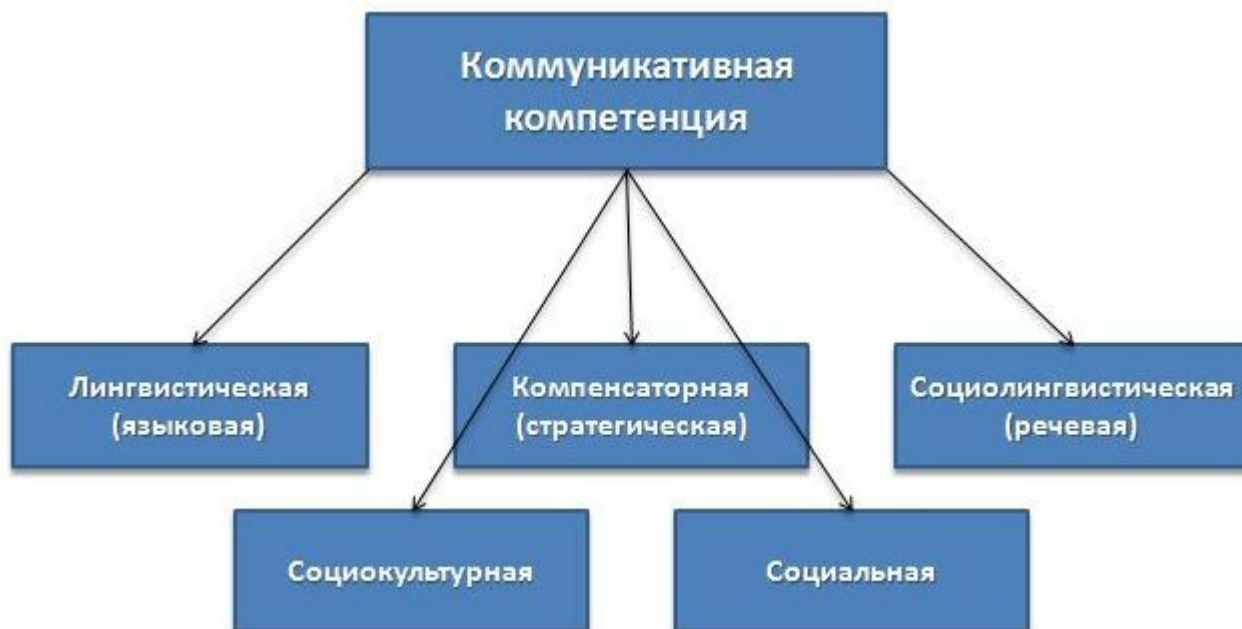 Коммуникативная
компетенция
Лингвистическая
(языковая)
Компенсаторная
(стратегическая)
Социолингвистическая
(речевая)
Социокультурная
Социальная